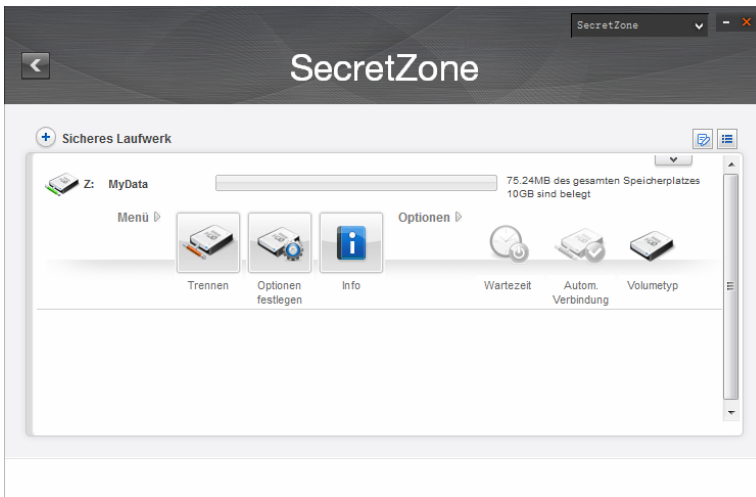 SecretZone
SecretZone
Sicheres Laufwerk
Z: MyData
75.24MB des gesamten Speicherplatzes
10GB sind belegt
Menü
Optionen
Trennen
Optionen
festlegen
Info
Wartezeit
Autom.
Verbindung
Volumetyp